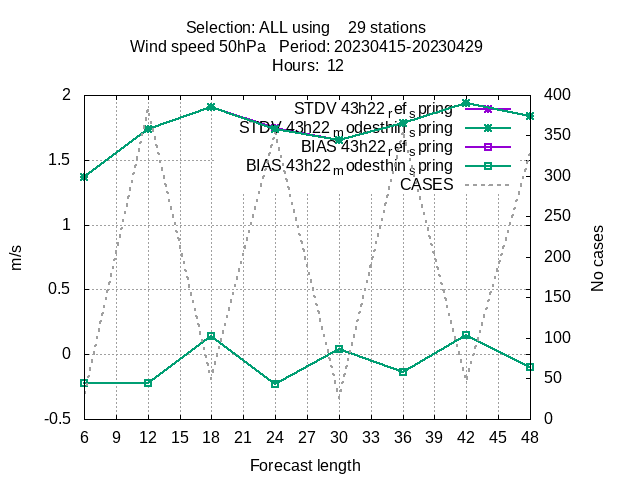 Selection: ALL using    29 stations
Wind speed 50hPa   Period: 20230415-20230429
Hours:  12
STDV 43h22_ref_spring
STDV 43h22_modesthin_spring
BIAS 43h22_ref_spring
BIAS 43h22_modesthin_spring
CASES
2
1.5
1
0.5
0
-0.5
m/s
400
350
300
250
200
150
100
50
0
No cases
6 9 12 15 18 21 24 27 30 33 36 39 42 45 48
Forecast length